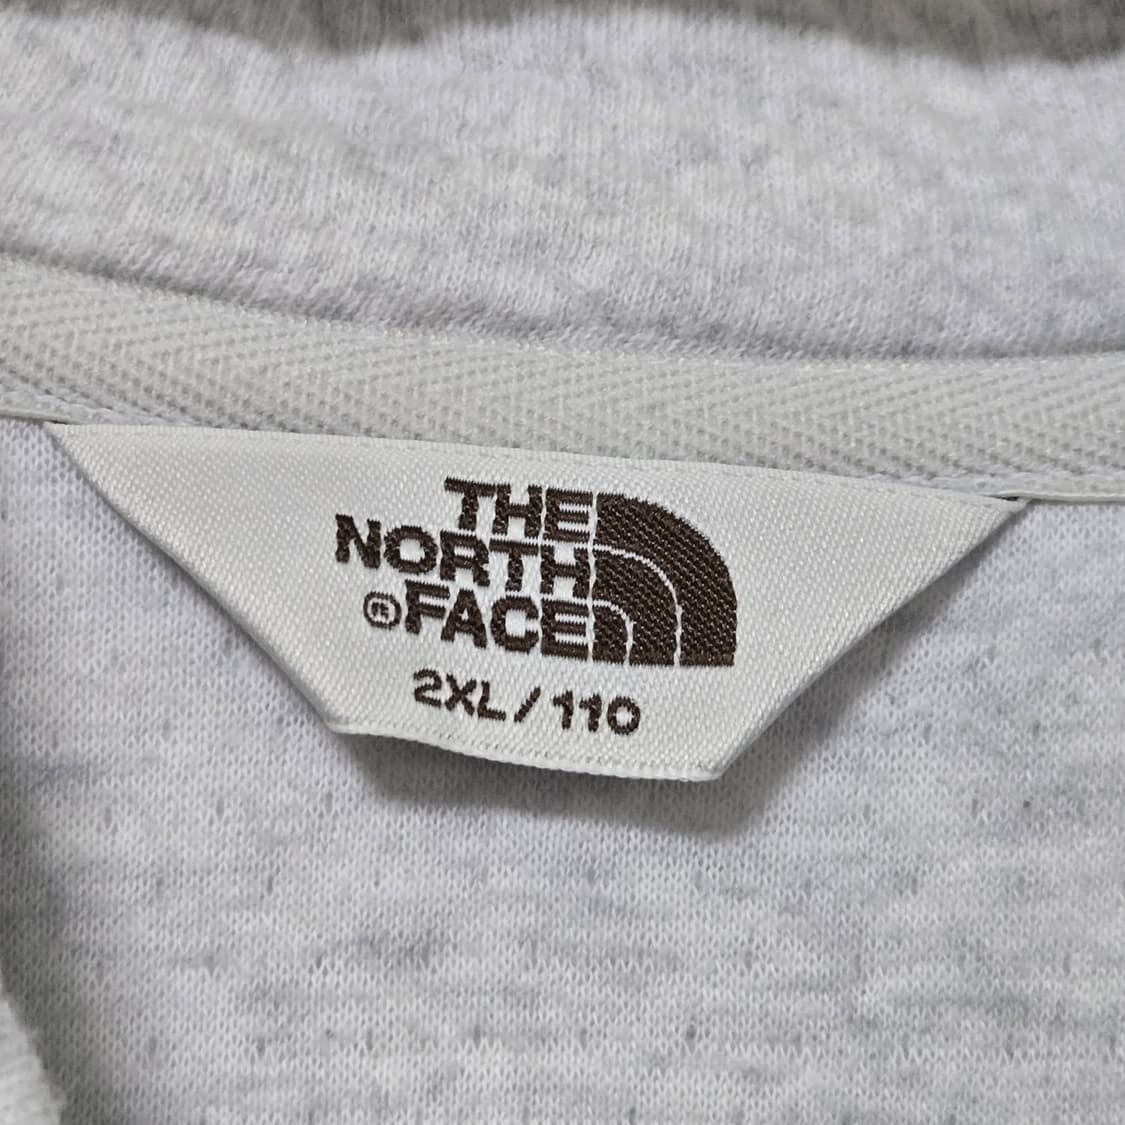 THE
NORTH
FACE
2XL/110